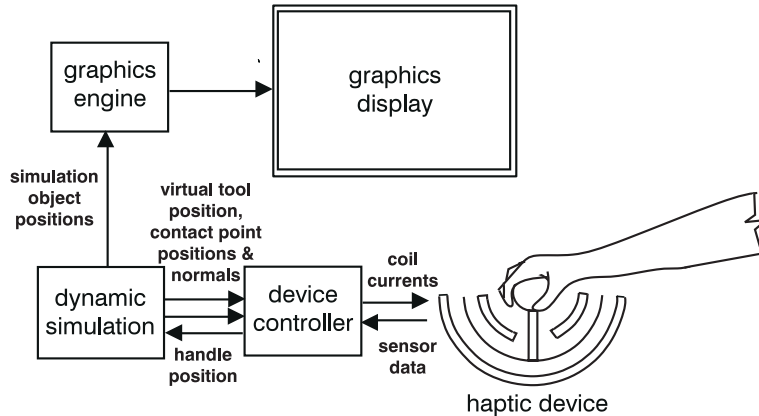 graphics
engine
graphics
display
simulation
object
positions
virtual tool
position,
contact point
positions &
normals
coil
currents
dynamic
simulation
device
controller
handle
position
sensor
data
haptic device